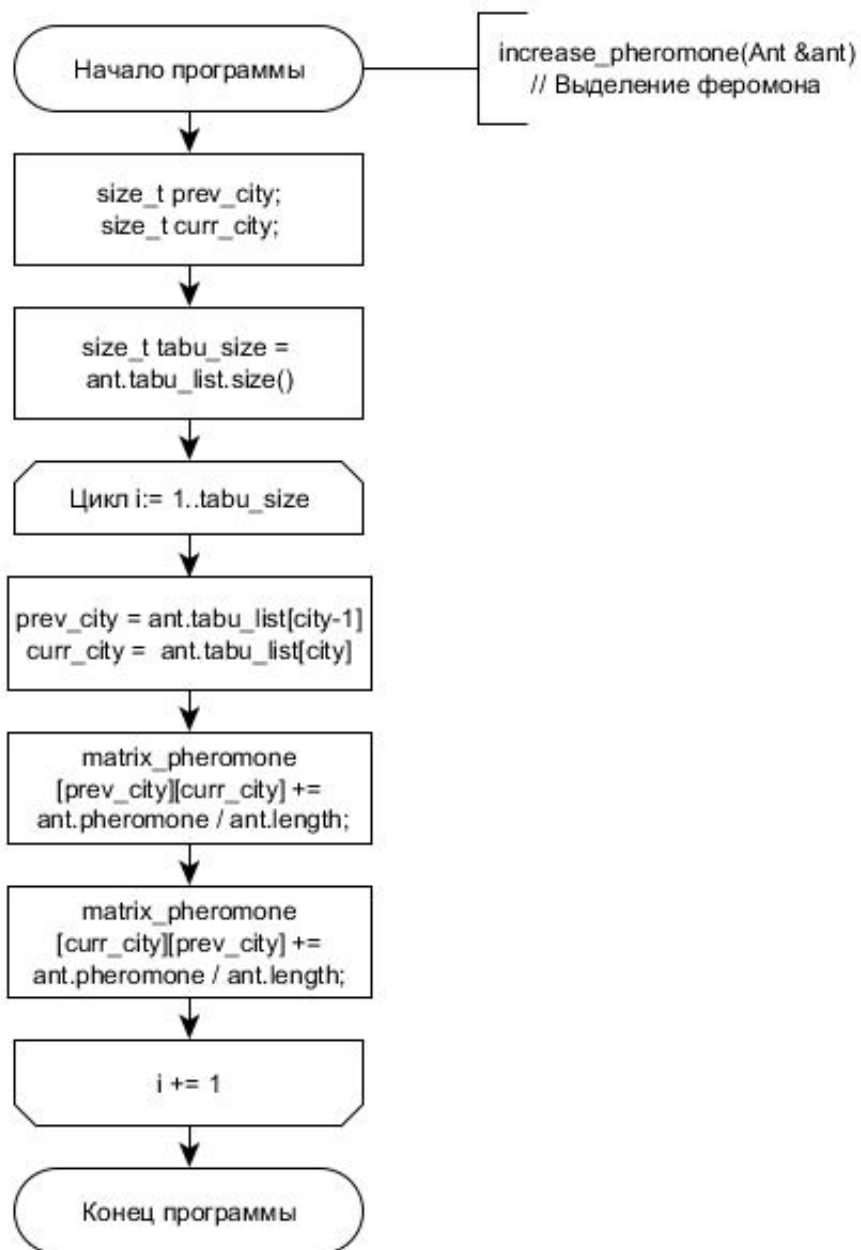 Начало программы
increase_pheromone(Ant &ant)
// Выделение феромона
size_t prev_city;
size_t curr_city;
size_t tabu_size =
ant.tabu_list.size()
Цикл i:= 1..tabu_size
prev_city = ant.tabu_list[city-1]
curr_city = ant.tabu_list[city]
matrix_pheromone
[prev_city][curr_city] +=
ant.pheromone / ant.length;
matrix_pheromone
[curr_city][prev_city] +=
ant.pheromone / ant.length;
i += 1
Конец программы